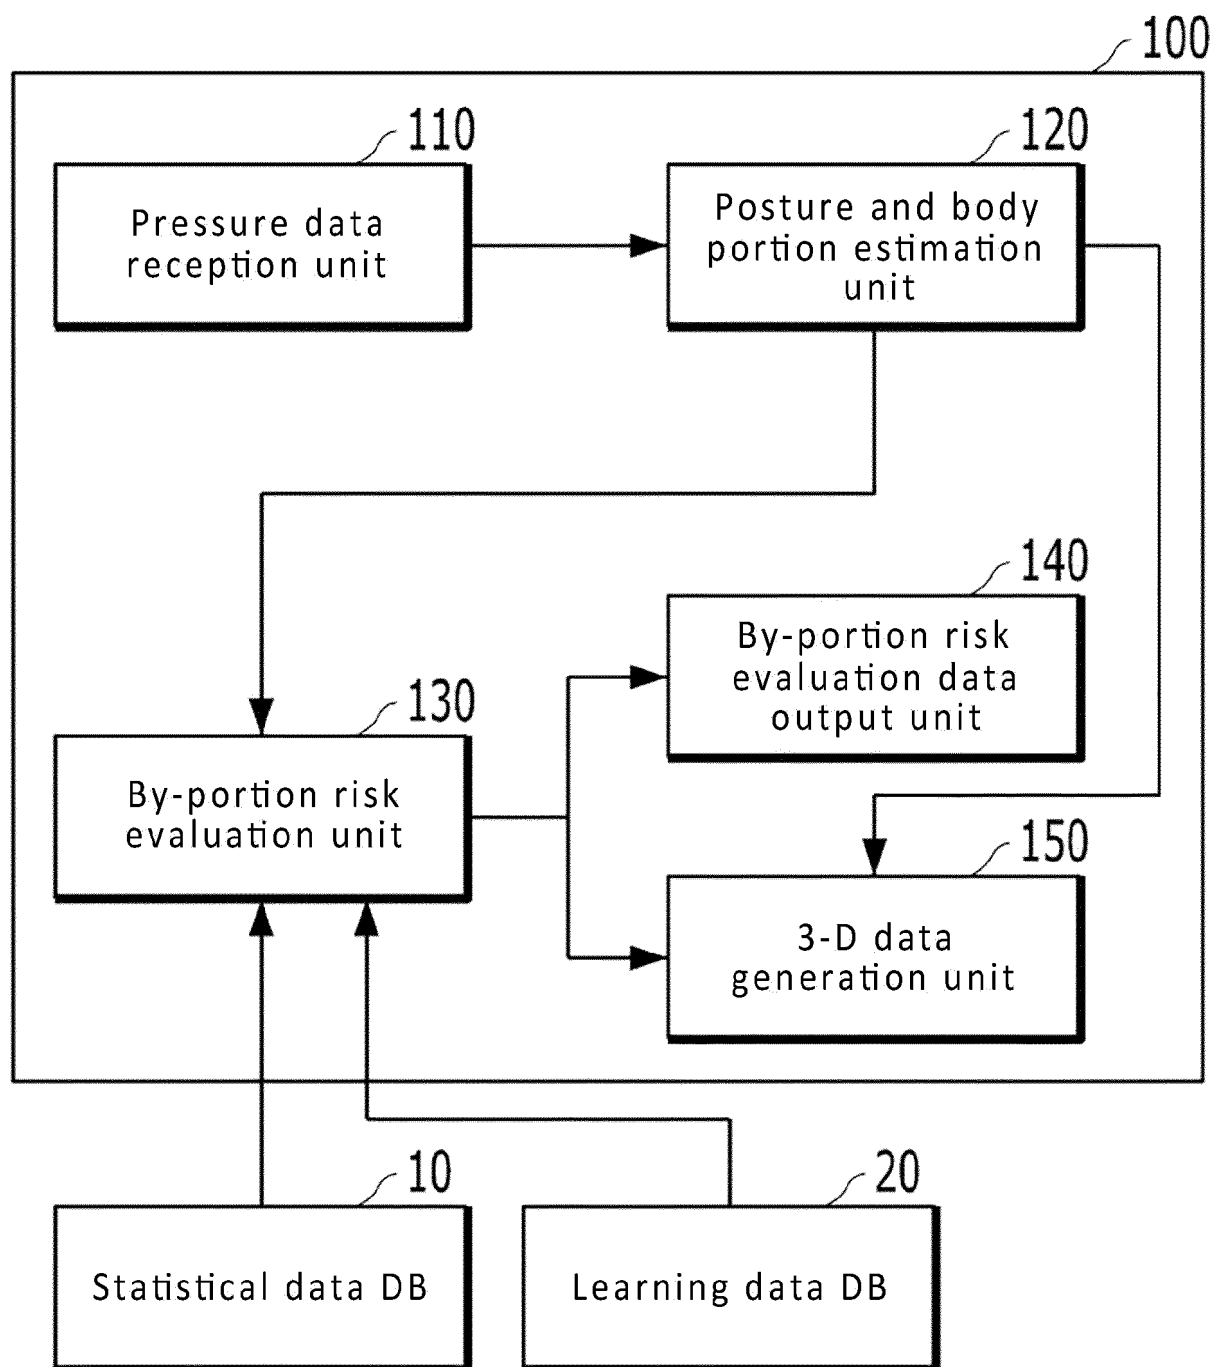 100
110
Pressure data
reception unit
120
Posture and body
portion estimation
unit
140
By-portion risk
evaluation data
output unit
130
By-portion risk
evaluation unit
150
3-D data
generation unit
10
Statistical data DB
20
Learning data DB